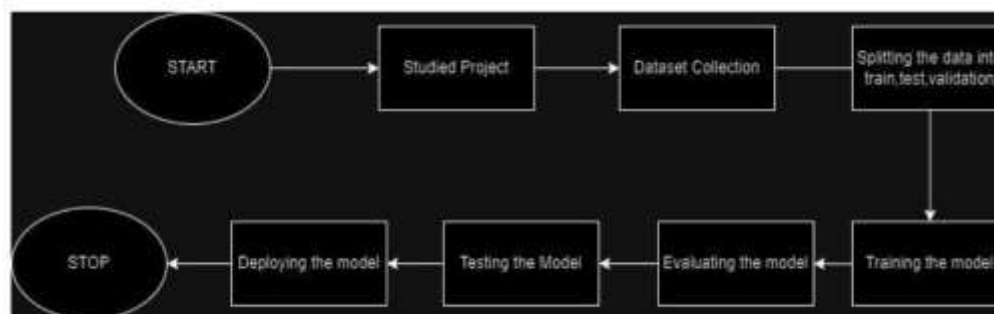 START
Studied Project
Dataset Collection
Splitting the data int
train,test,validation
STOP
Deploying the model
Testing the Model
Evaluating the model
Training the model